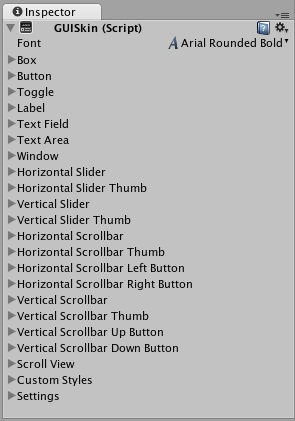 Inspector
GUISkin (Script)
Font Arial Rounded Bold
Box
Button
Toggle
Label
Text Field
Text Area
Window
Horizontal Slider
Horizontal Slider Thumb
Vertical Slider
Vertical Slider Thumb
Horizontal Scrollbar
Horizontal Scrollbar Thumb
Horizontal Scrollbar Left Button
Horizontal Scrollbar Right Button
Vertical Scrollbar
Vertical Scrollbar Thumb
Vertical Scrollbar Up Button
Vertical Scrollbar Down Button
Scroll View
Custom Styles
Settings